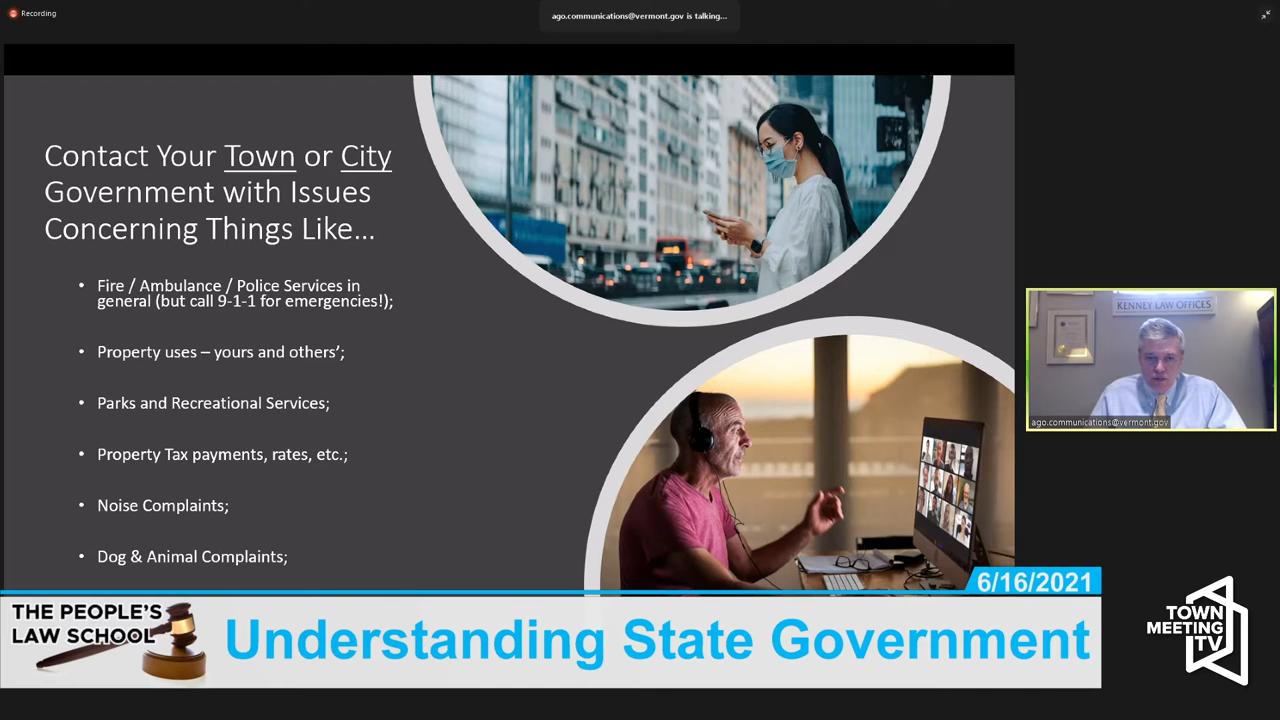 Recording
ago.communications@vermont.gov is talking...
Contact Your Town or City
Government with Issues
Concerning Things Like...
• Fire / Ambulance / Police Services in
general (but call 9-1-1 for emergencies!);
• Property uses – yours and others’;
• Parks and Recreational Services;
• Property Tax payments, rates, etc.;
• Noise Complaints;
• Dog & Animal Complaints;
KENNEY LAW OFFICES
ago.communications@vermont.gov
6/16/2021
THE PEOPLE'S
LAW SCHOOL
Understanding State Government
TOWN
MEETING
TV